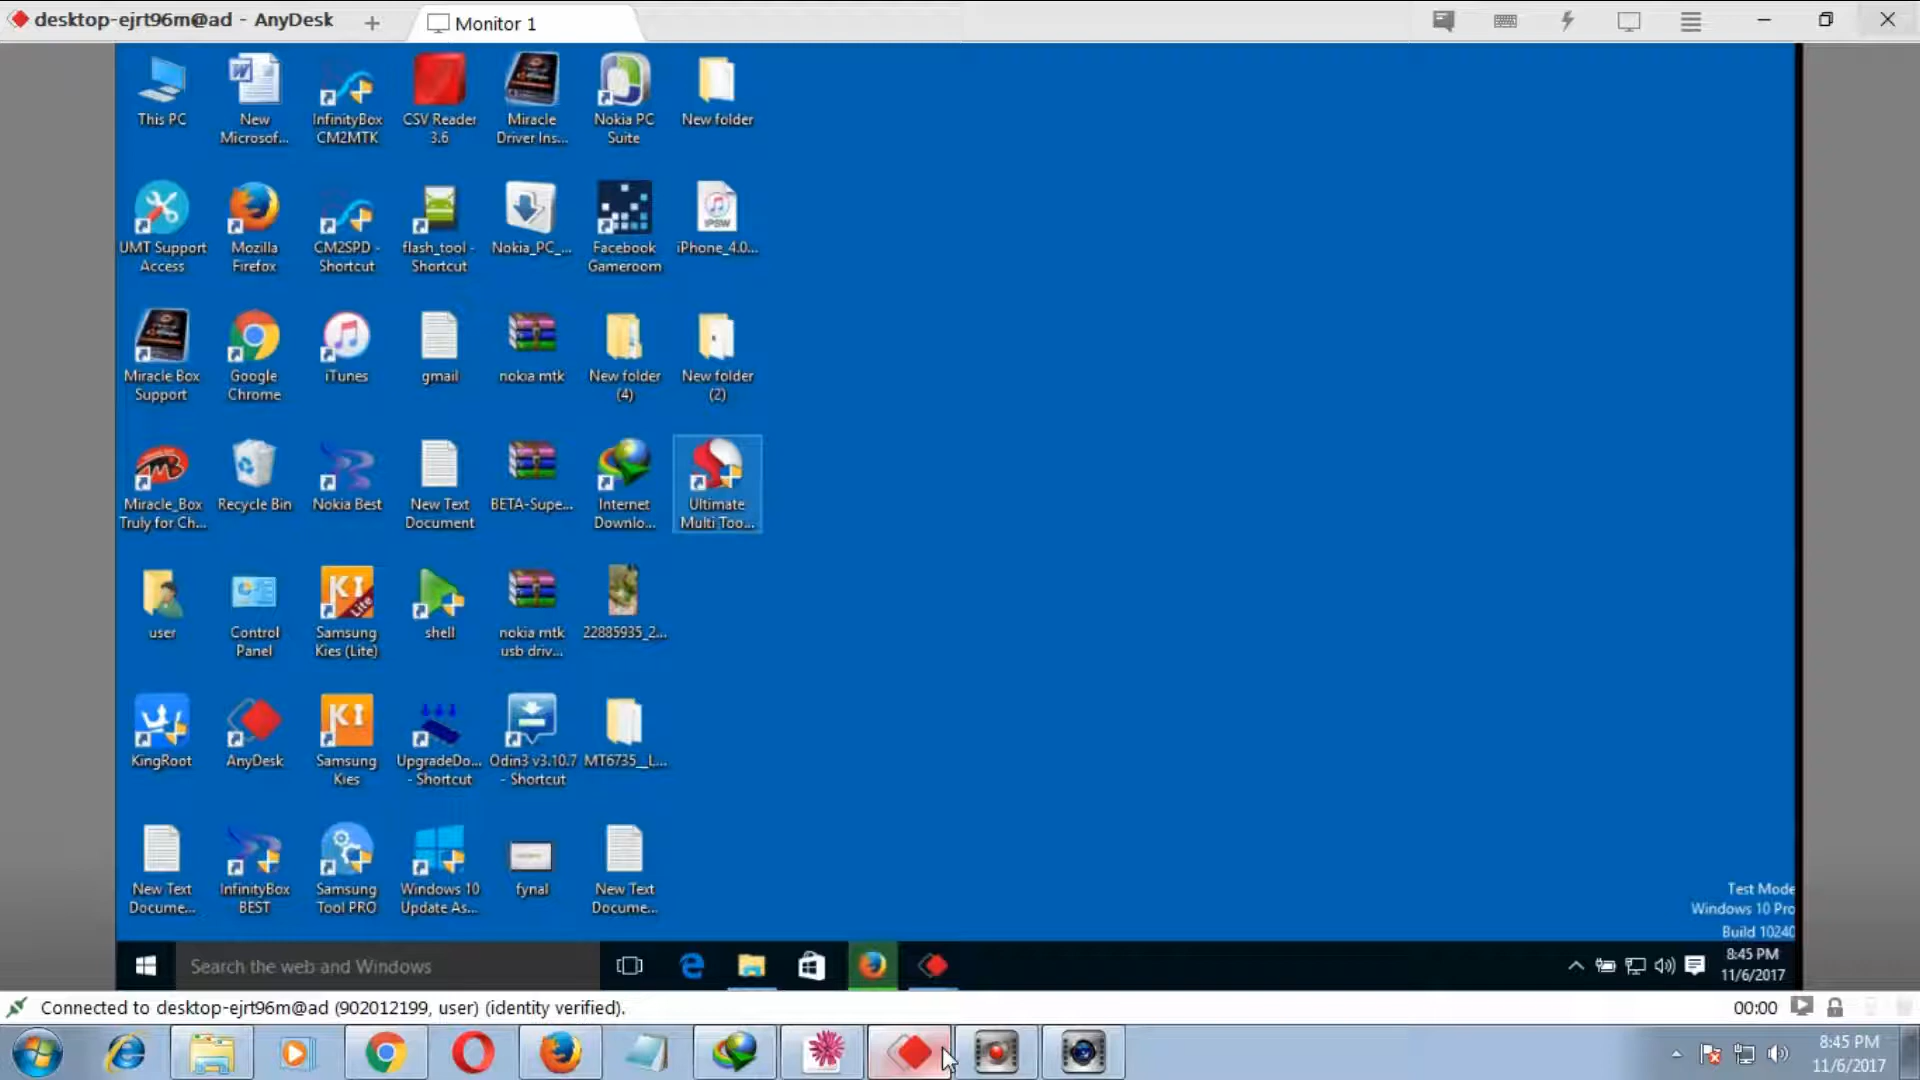 desktop-ejrt96m@ad - AnyDesk
Monitor 1
This PC
New Microsof...
InfinityBox CM2MTK
CSV Reader 3.6
Miracle Driver Ins...
Nokia PC Suite
New folder
UMT Support Access
Mozilla Firefox
CM2SPD - Shortcut
flash_tool - Shortcut
Nokia_PC_...
Facebook Gameroom
IPSW
iPhone_4.0...
Miracle Box Support
Google Chrome
iTunes
gmail
nokia mtk
New folder (4)
New folder (2)
Miracle_Box Truly for Ch...
Recycle Bin
Nokia Best
New Text Document
BETA-Supe...
Internet Downlo...
Ultimate Multi Too...
user
Control Panel
KI
Lite
Samsung Kies (Lite)
shell
nokia mtk usb driv...
22885935_2...
KingRoot
AnyDesk
KI
Samsung Kies
UpgradeDo... - Shortcut
Odin3 v3.10.7 - Shortcut
MT6735__L...
New Text Docume...
InfinityBox BEST
Samsung Tool PRO
Windows 10 Update As...
fynal
New Text Docume...
Test Mode
Windows 10 Pro
Build 10240
Search the web and Windows
8:45 PM
11/6/2017
Connected to desktop-ejrt96m@ad (902012199, user) (identity verified).
00:00
8:45 PM
11/6/2017